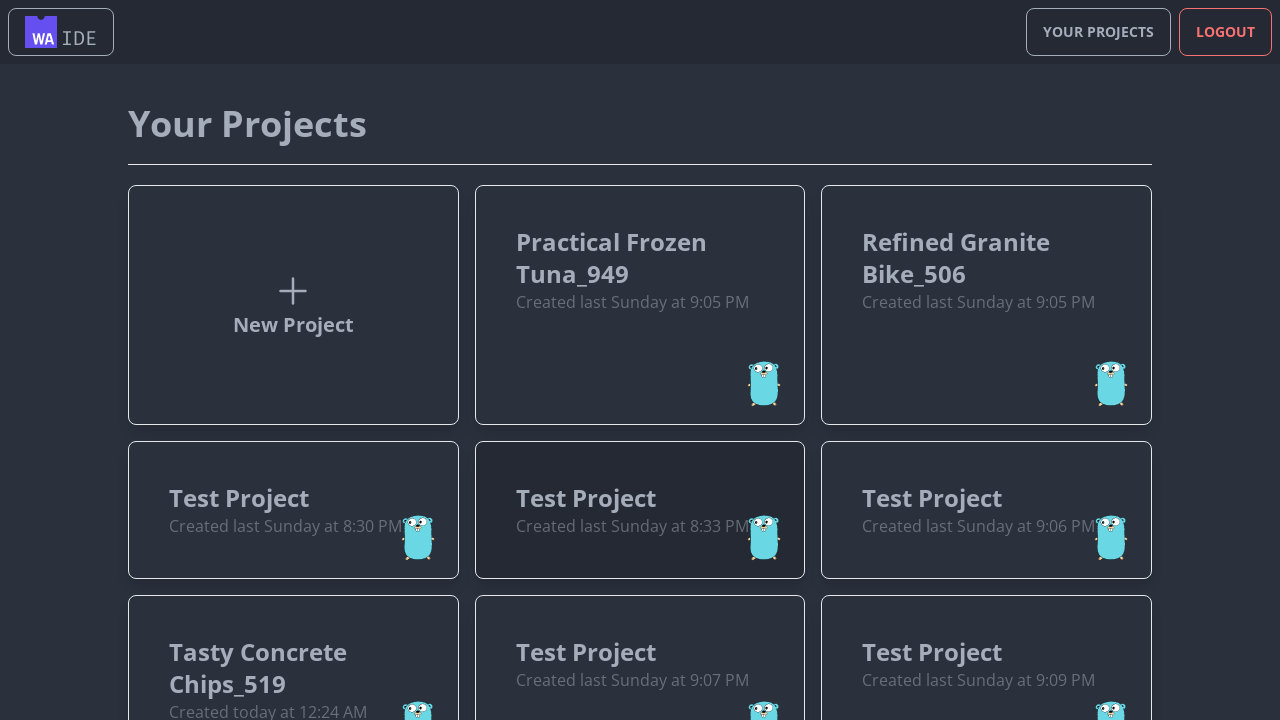 WA IDE
YOUR PROJECTS
LOGOUT
Your Projects
New Project
Practical Frozen
Tuna_949
Created last Sunday at 9:05 PM
Refined Granite
Bike_506
Created last Sunday at 9:05 PM
Test Project
Created last Sunday at 8:30 PM
Test Project
Created last Sunday at 8:33 PM
Test Project
Created last Sunday at 9:06 PM
Tasty Concrete
Chips_519
Created today at 12:24 AM
Test Project
Created last Sunday at 9:07 PM
Test Project
Created last Sunday at 9:09 PM